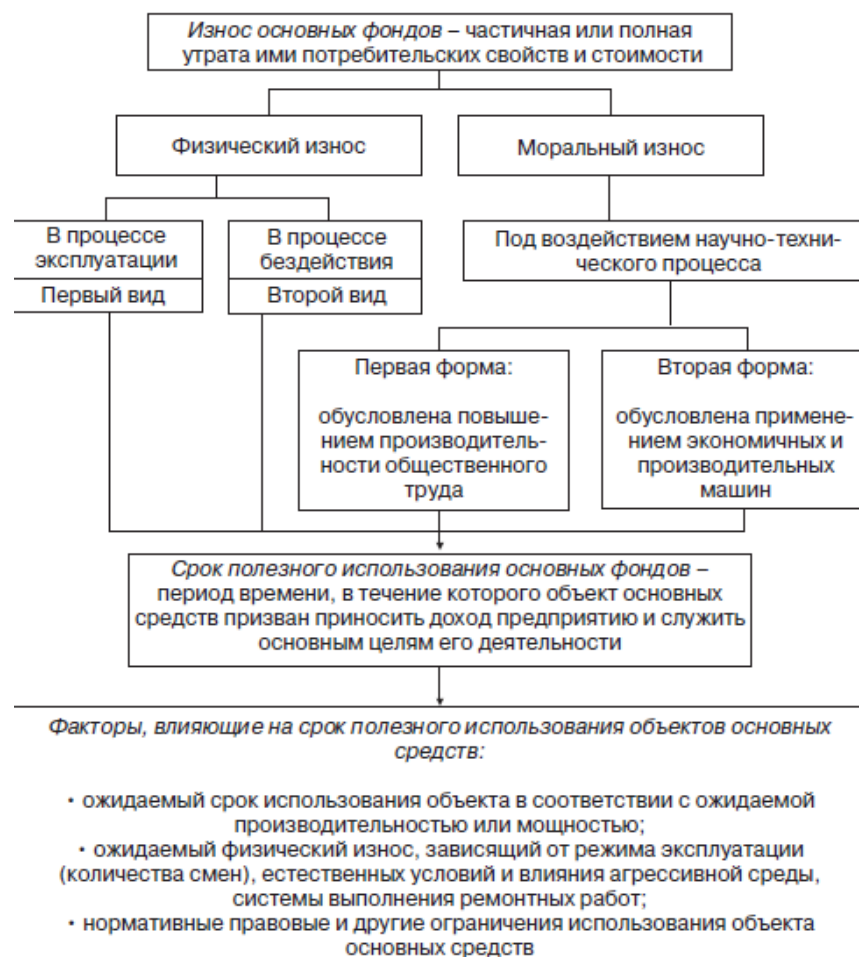 Износ основных фондов – частичная или полная
утрата ими потребительских свойств и стоимости
Физический износ
Моральный износ
В процессе
эксплуатации
Первый вид
В процессе
бездействия
Второй вид
Под воздействием научно-техни-
ческого процесса
Первая форма:
обусловлена повыше-
нием производитель-
ности общественного
труда
Вторая форма:
обусловлена примене-
нием экономичных и
производительных
машин
Срок полезного использования основных фондов –
период времени, в течение которого объект основных
средств призван приносить доход предприятию и служить
основным целям его деятельности
Факторы, влияющие на срок полезного использования объектов основных
средств:
• ожидаемый срок использования объекта в соответствии с ожидаемой
производительностью или мощностью;
• ожидаемый физический износ, зависящий от режима эксплуатации
(количества смен), естественных условий и влияния агрессивной среды,
системы выполнения ремонтных работ;
• нормативные правовые и другие ограничения использования объекта
основных средств